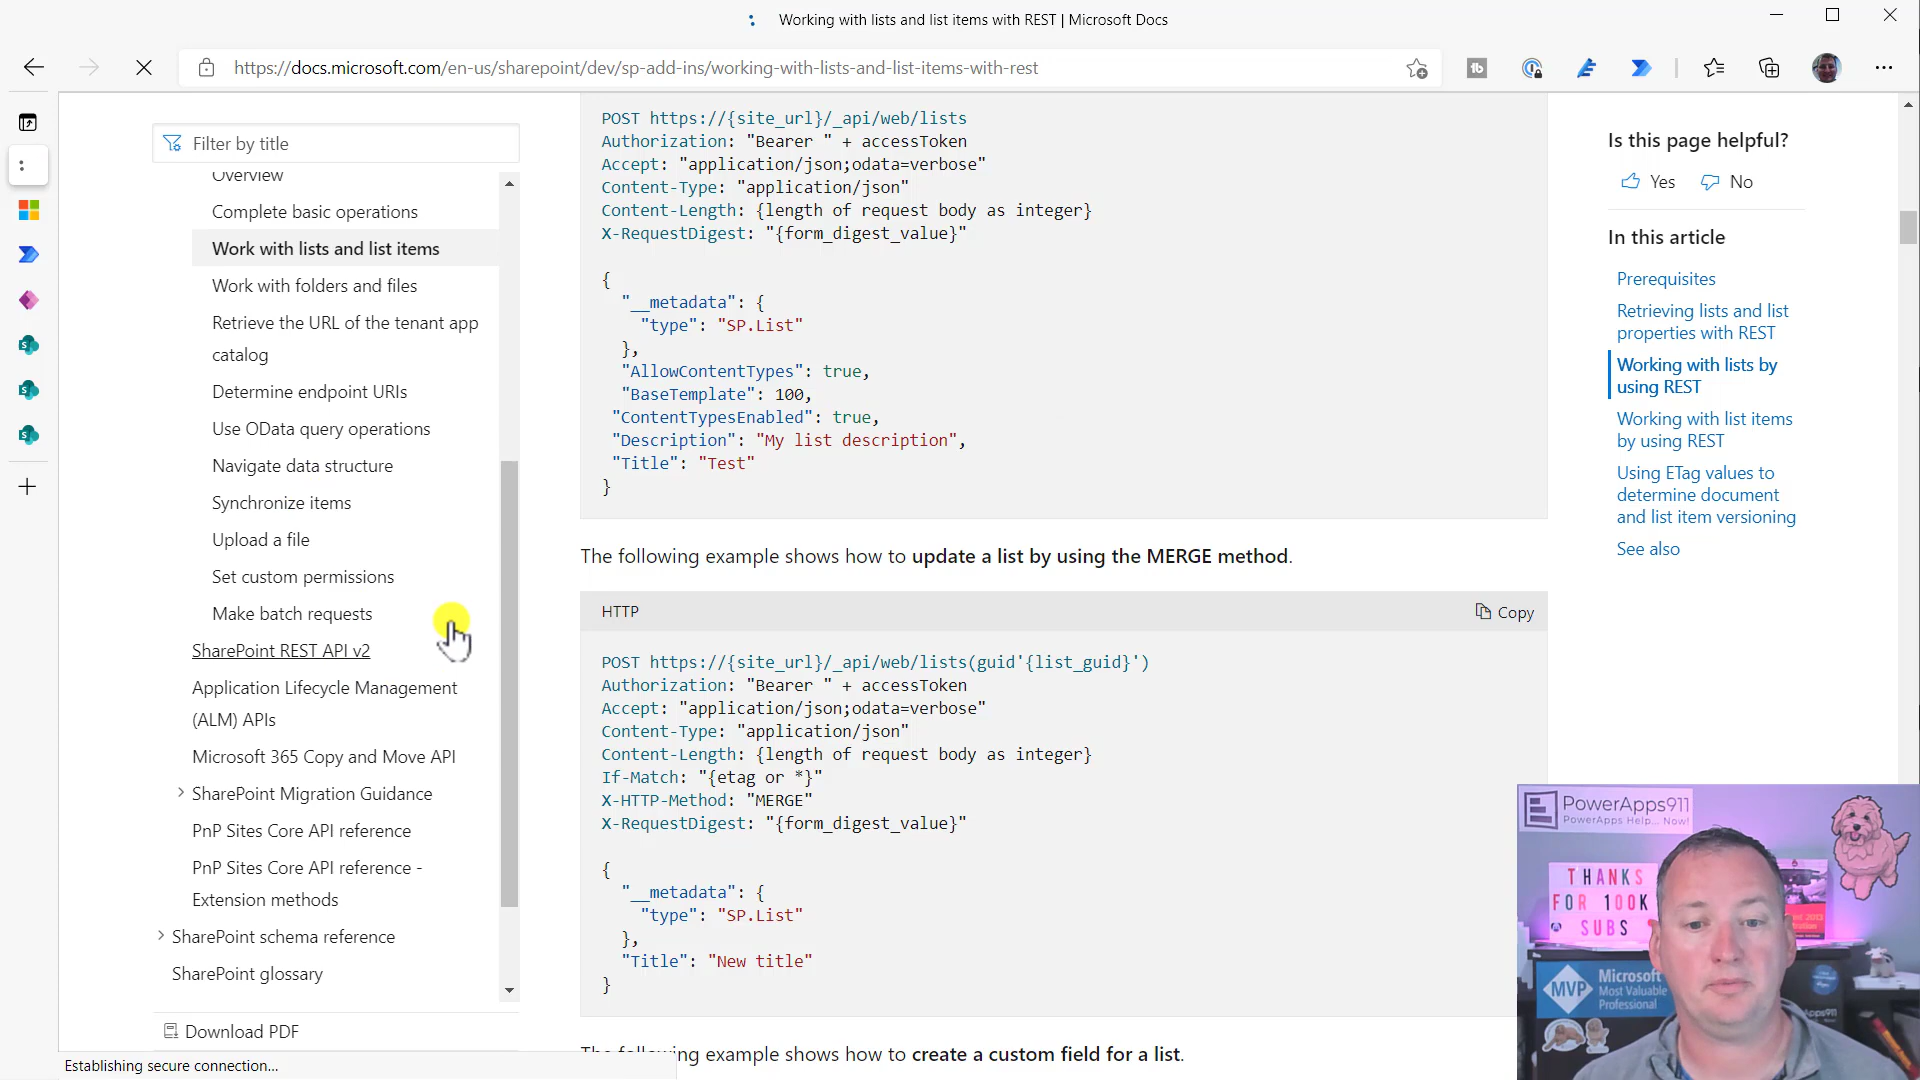 Working with lists and list items with REST | Microsoft Docs
https://docs.microsoft.com/en-us/sharepoint/dev/sp-add-ins/working-with-lists-and-list-items-with-rest
Filter by title
Overview
Complete basic operations
Work with lists and list items
Work with folders and files
Retrieve the URL of the tenant app
catalog
Determine endpoint URIs
Use OData query operations
Navigate data structure
Synchronize items
Upload a file
Set custom permissions
Make batch requests
SharePoint REST API v2
Application Lifecycle Management
(ALM) APIs
Microsoft 365 Copy and Move API
SharePoint Migration Guidance
PnP Sites Core API reference
PnP Sites Core API reference -
Extension methods
SharePoint schema reference
SharePoint glossary
Download PDF
Establishing secure connection...
POST https://{site_url}/_api/web/lists
Authorization: "Bearer " + accessToken
Accept: "application/json;odata=verbose"
Content-Type: "application/json"
Content-Length: {length of request body as integer}
X-RequestDigest: "{form_digest_value}"
{
"__metadata": {
"type": "SP.List"
},
"AllowContentTypes": true,
"BaseTemplate": 100,
"ContentTypesEnabled": true,
"Description": "My list description",
"Title": "Test"
}
The following example shows how to update a list by using the MERGE method.
HTTP
Copy
POST https://{site_url}/_api/web/lists(guid'{list_guid}')
Authorization: "Bearer " + accessToken
Accept: "application/json;odata=verbose"
Content-Type: "application/json"
Content-Length: {length of request body as integer}
If-Match: "{etag or *}"
X-HTTP-Method: "MERGE"
X-RequestDigest: "{form_digest_value}"
{
"__metadata": {
"type": "SP.List"
},
"Title": "New title"
}
The following example shows how to create a custom field for a list.
Is this page helpful?
Yes No
In this article
Prerequisites
Retrieving lists and list
properties with REST
Working with lists by
using REST
Working with list items
by using REST
Using ETag values to
determine document
and list item versioning
See also
PowerApps911
PowerApps Help... Now!
THANKS
FOR 100K
SUBS
MVP
Microsoft
Most Valuable
Professional